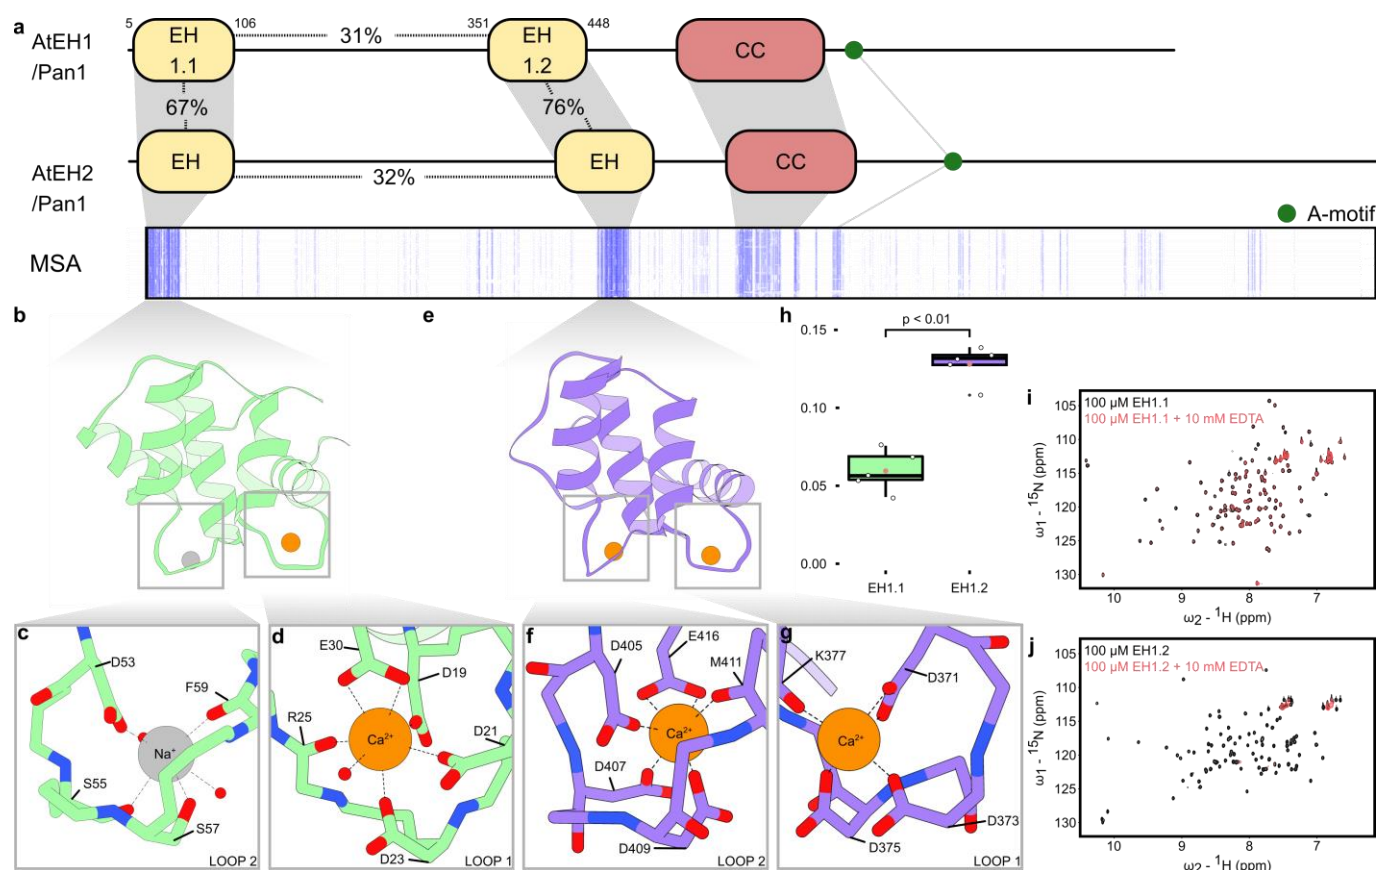 a
AtEH1
/Pan1
5
EH
1.1
106
31%
351
EH
1.2
448
CC
67%
76%
AtEH2
/Pan1
EH
32%
EH
CC
A-motif
MSA
b
e
h
0.15
0.10
0.05
0.00
p < 0.01
EH1.1
EH1.2
i
100 µM EH1.1
100 µM EH1.1 + 10 mM EDTA
105
110
115
120
125
130
ω1 - 15N (ppm)
10
9
8
7
ω2 - 1H (ppm)
c
D53
F59
Na+
S55
S57
LOOP 2
d
E30
D19
R25
Ca2+
D21
D23
LOOP 1
f
D405
E416
M411
Ca2+
D407
D409
LOOP 2
g
K377
D371
Ca2+
D373
D375
LOOP 1
j
100 µM EH1.2
100 µM EH1.2 + 10 mM EDTA
105
110
115
120
125
130
ω1 - 15N (ppm)
10
9
8
7
ω2 - 1H (ppm)